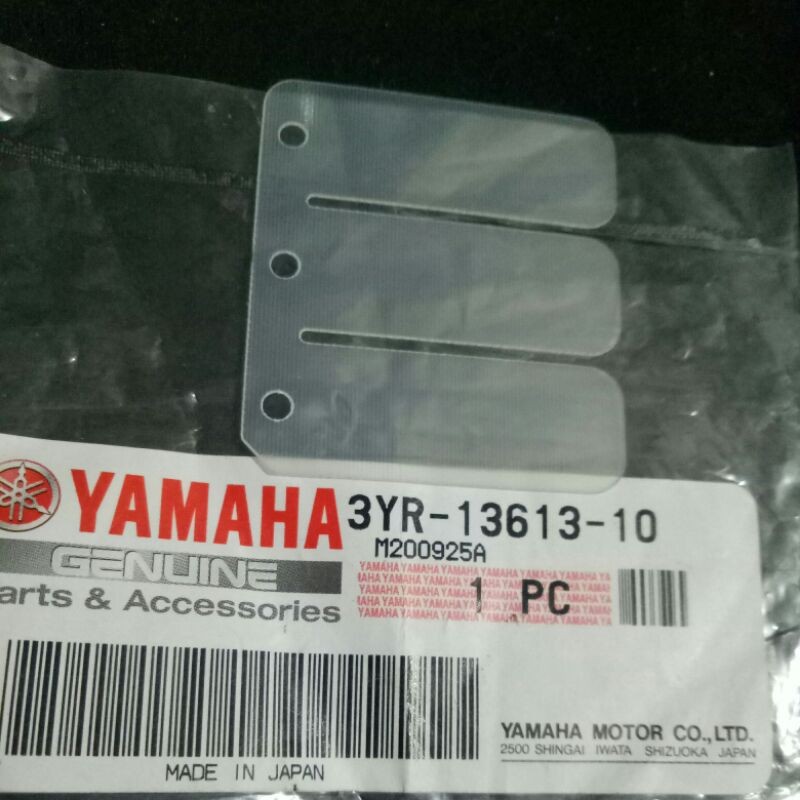 YAMAHA 3YR-13613-10
M200925A
GENUINE
arts & Accessories
1 PC
YAMAHA MOTOR CO., LTD.
2500 SHINGAI IWATA SHIZUOKA JAPAN
MADE IN JAPAN